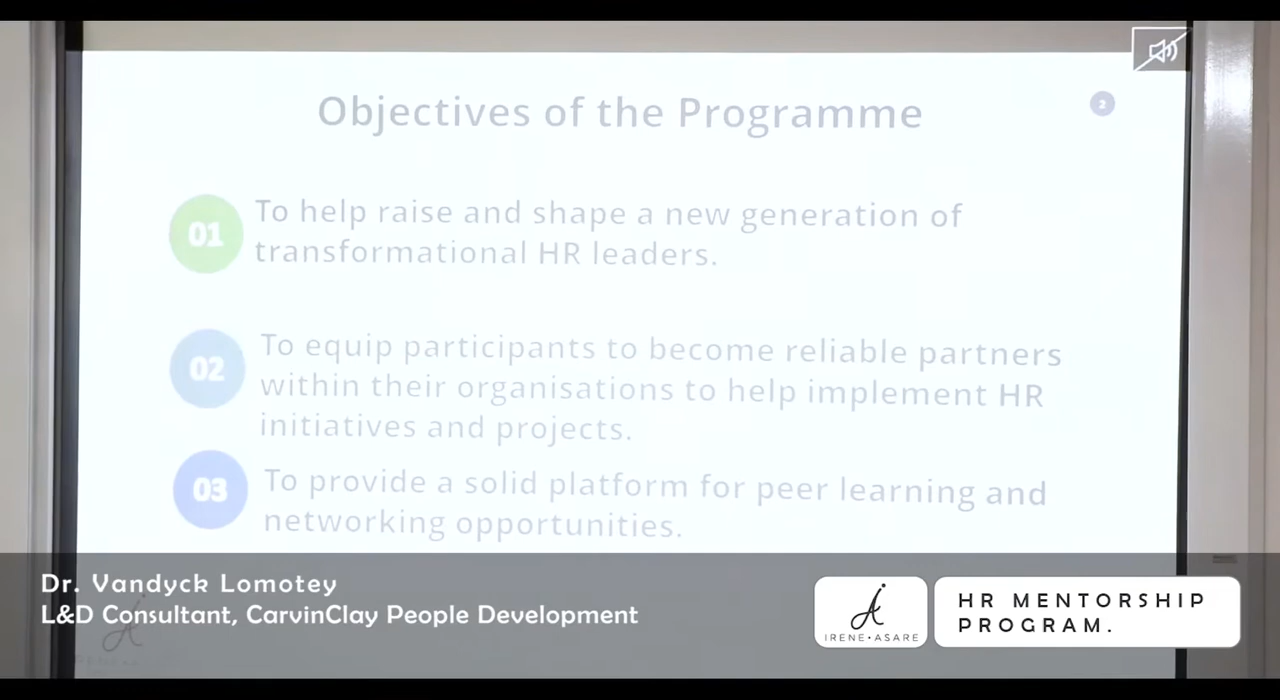 Objectives of the Programme
2
01
To help raise and shape a new generation of
transformational HR leaders.
02
To equip participants to become reliable partners
within their organisations to help implement HR
initiatives and projects.
03
To provide a solid platform for peer learning and
networking opportunities.
Dr. Vandyck Lomotey
L&D Consultant, CarvinClay People Development
IRENE•ASARE
HR MENTORSHIP
PROGRAM.